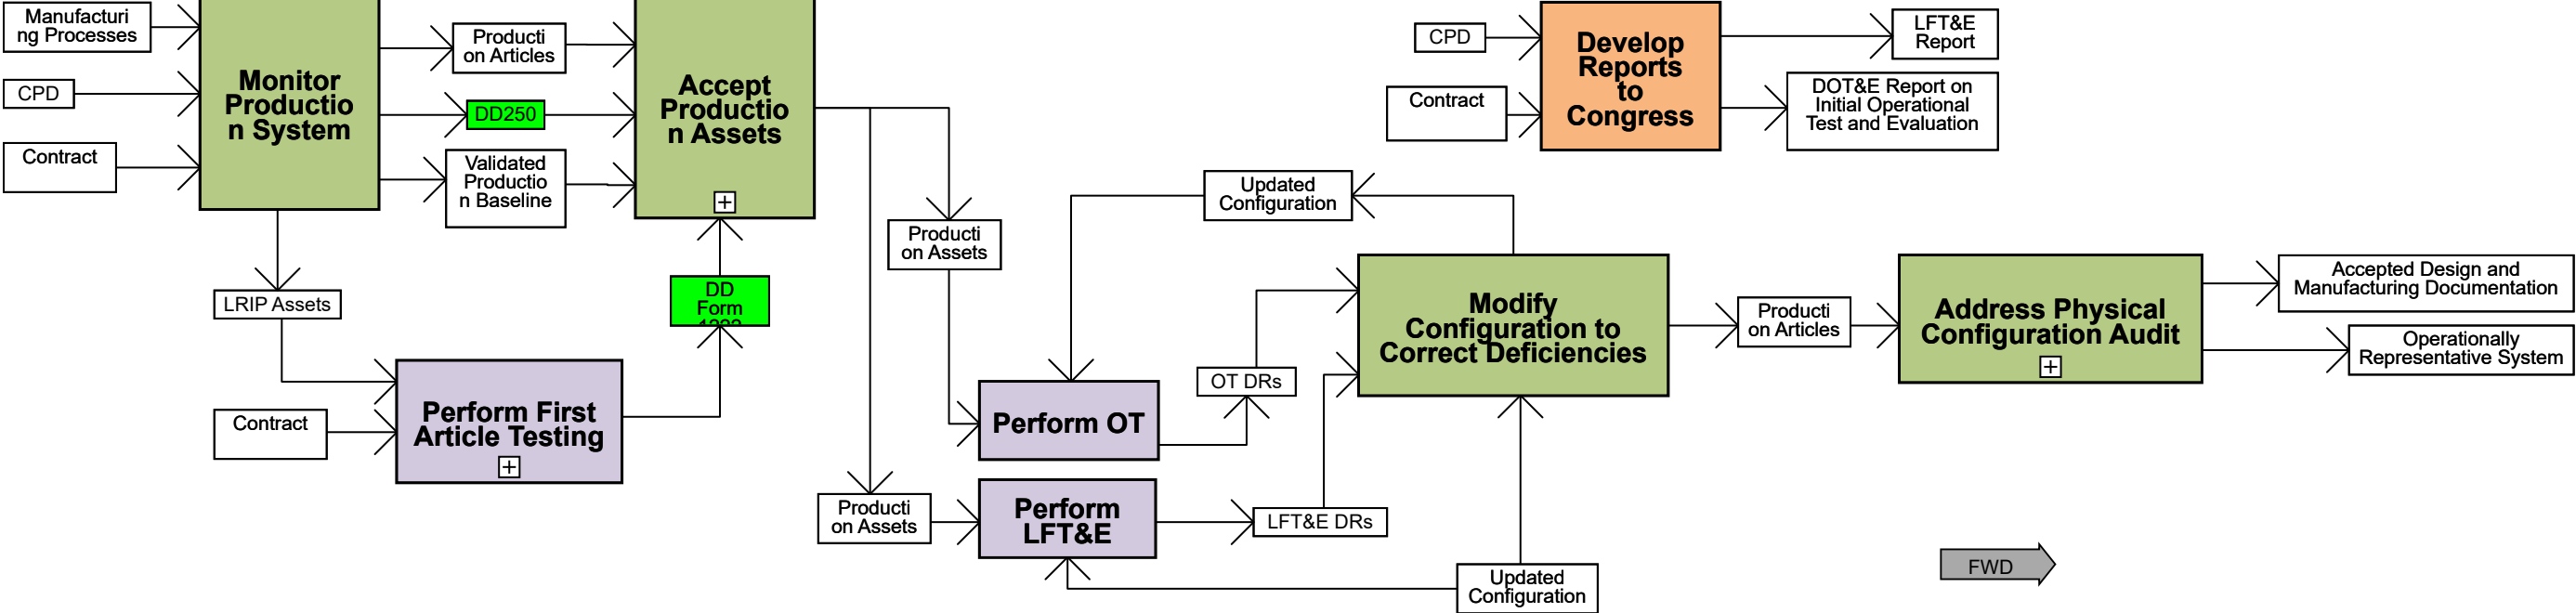 Manufacturi
ng Processes
CPD
Contract
Monitor
Productio
n System
Producti
on Articles
DD250
Validated
Productio
n Baseline
Accept
Productio
n Assets
LRIP Assets
Contract
Perform First
Article Testing
DD
Form
Producti
on Assets
Producti
on Assets
Perform OT
Perform
LFT&E
Updated
Configuration
OT DRs
LFT&E DRs
Modify
Configuration to
Correct Deficiencies
Updated
Configuration
CPD
Contract
Develop
Reports
to
Congress
LFT&E
Report
DOT&E Report on
Initial Operational
Test and Evaluation
Producti
on Articles
Address Physical
Configuration Audit
Accepted Design and
Manufacturing Documentation
Operationally
Representative System
FWD